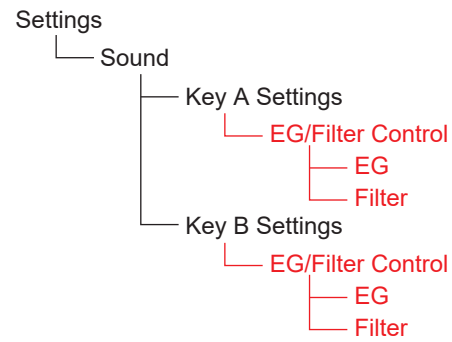 Settings
Sound
Key A Settings
EG/Filter Control
EG
Filter
Key B Settings
EG/Filter Control
EG
Filter